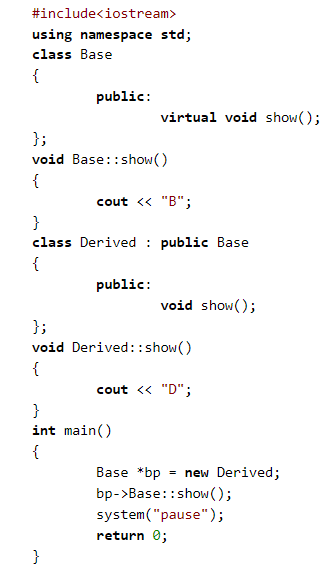 #include<iostream>
using namespace std;
class Base
{
public:
virtual void show();
};
void Base::show()
{
cout << "B";
}
class Derived : public Base
{
public:
void show();
};
void Derived::show()
{
cout << "D";
}
int main()
{
Base *bp = new Derived;
bp->Base::show();
system("pause");
return 0;
}